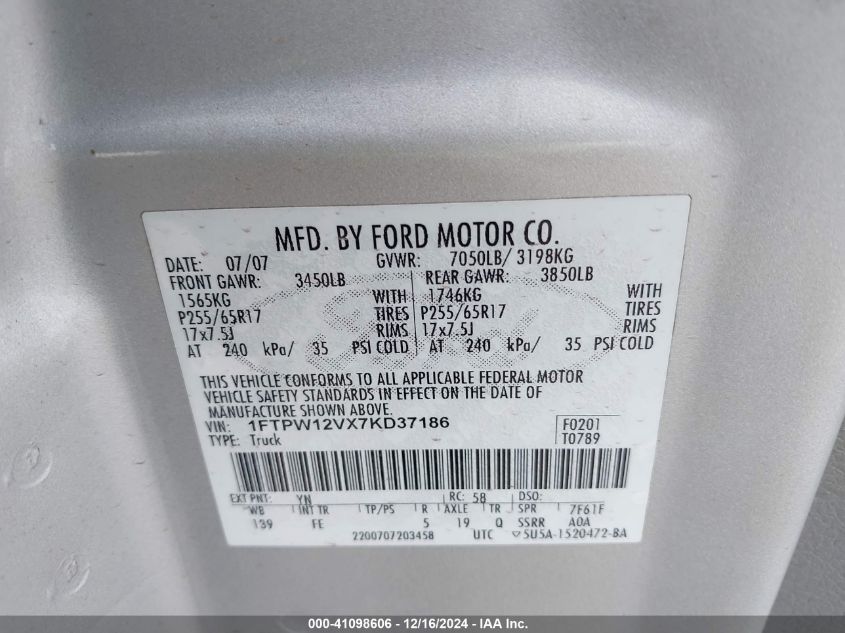 MFD. BY FORD MOTOR CO.
DATE: 07/07 GVWR: 7050LB/ 3198KG
FRONT GAWR: 3450LB REAR GAWR: 3850LB
1565KG WITH 1746KG WITH
P255/65R17 TIRES P255/65R17 TIRES
17x7.5J RIMS 17x7.5J RIMS
AT 240 kPa/ 35 PSI COLD AT 240 kPa/ 35 PSI COLD
THIS VEHICLE CONFORMS TO ALL APPLICABLE FEDERAL MOTOR
VEHICLE SAFETY STANDARDS IN EFFECT ON THE DATE OF
MANUFACTURE SHOWN ABOVE.
VIN: 1FTPW12VX7KD37186 F0201
TYPE: Truck T0789
EXT PNT: YN RC: 58 DSO:
WB INT TR TP/PS R AXLE TR SPR 7F61F
139 FE 5 19 Q SSRR A0A
2200707203458 UTC ▽5U5A-1520472-BA
000-41098606 / 12/16/2024 - IAA Inc.